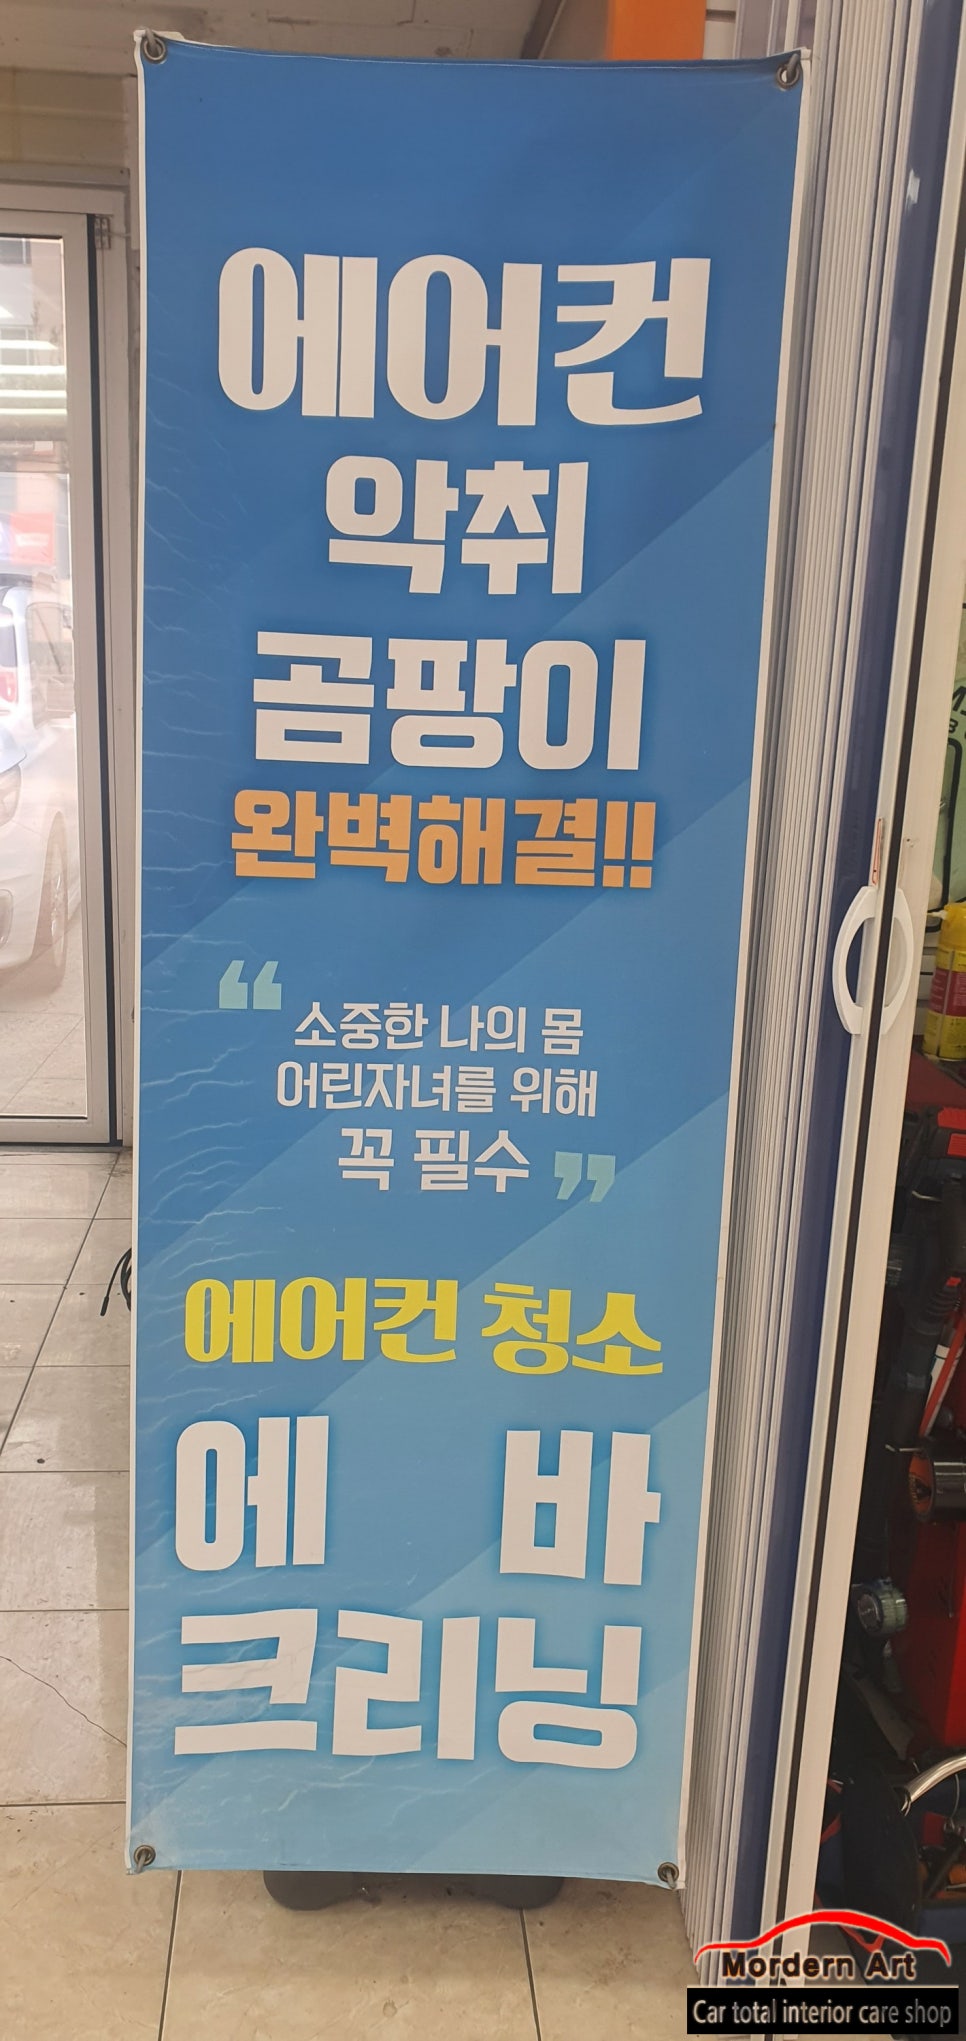 에어컨
악취
곰팡이
완벽해결!!
“ 소중한 나의 몸
어린자녀를 위해
꼭 필수 ”
에어컨 청소
에 바
크리닝
Mordern Art
Car total interior care shop